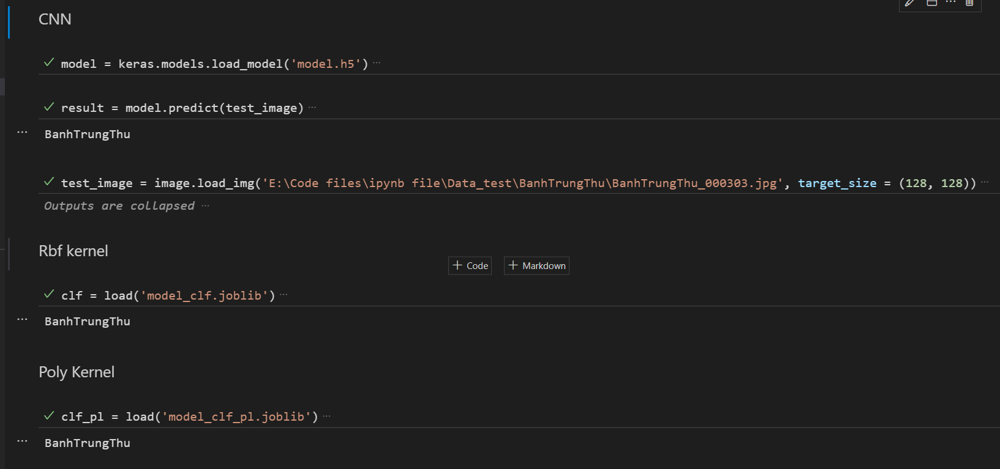 CNN
model = keras.models.load_model('model.h5') ...
result = model.predict(test_image) ...
... BanhTrungThu
test_image = image.load_img('E:\Code files\ipynb file\Data_test\BanhTrungThu\BanhTrungThu_000303.jpg', target_size = (128, 128)) ...
Outputs are collapsed ...
Rbf kernel
+ Code + Markdown
clf = load('model_clf.joblib') ...
... BanhTrungThu
Poly Kernel
clf_pl = load('model_clf_pl.joblib') ...
... BanhTrungThu